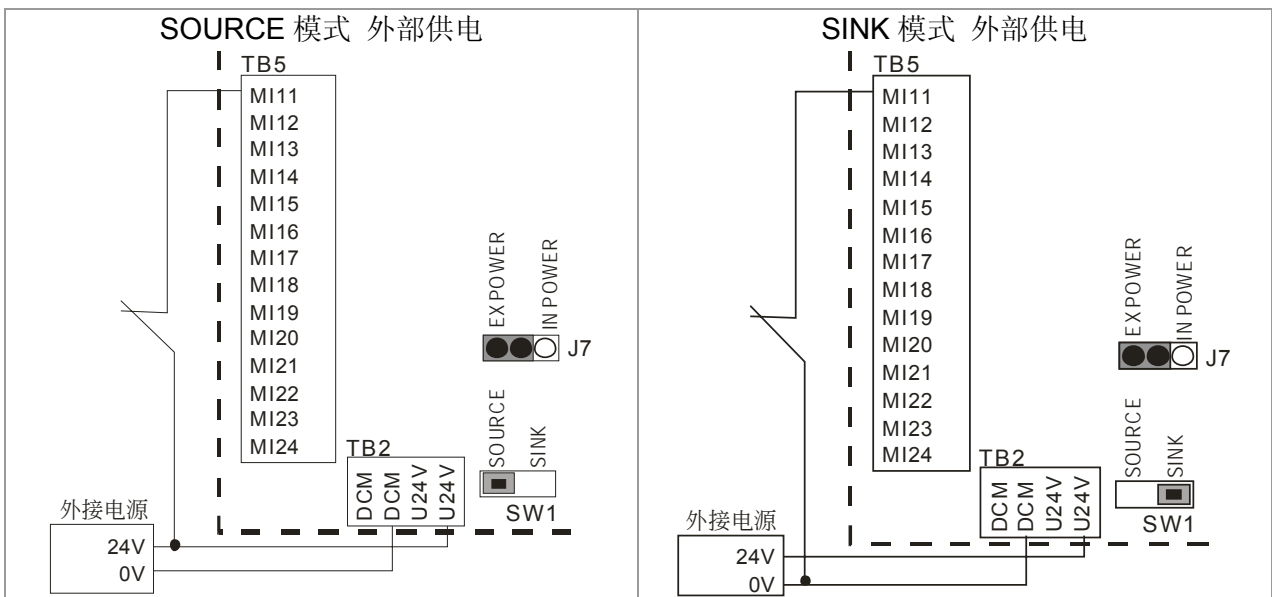 SOURCE 模式 外部供电
TB5
MI11
MI12
MI13
MI14
MI15
MI16
MI17
MI18
MI19
MI20
MI21
MI22
MI23
MI24
EXPOWER
INPOWER
J7
SOURCE
SINK
SW1
TB2
DCM
DCM
U24V
U24V
外接电源
24V
0V
SINK 模式 外部供电
TB5
MI11
MI12
MI13
MI14
MI15
MI16
MI17
MI18
MI19
MI20
MI21
MI22
MI23
MI24
EXPOWER
INPOWER
J7
SOURCE
SINK
SW1
TB2
DCM
DCM
U24V
U24V
外接电源
24V
0V